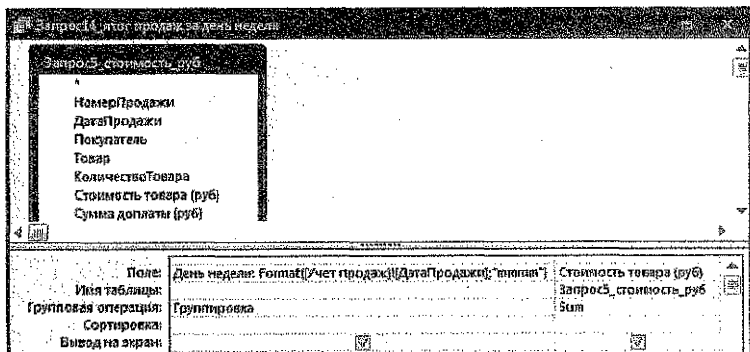 Запрос14_итог продаж за день недели
Запрос5_стоимость_руб
*
НомерПродажи
ДатаПродажи
Покупатель
Товар
КоличествоТовара
Стоимость товара (руб)
Сумма доплаты (руб)
Поле: День недели: Format([Учет продаж]![ДатаПродажи];") Стоимость товара (руб)
Имя таблицы: Запрос5_стоимость_руб
Групповая операция: Группировка Sum
Сортировка:
Вывод на экран: